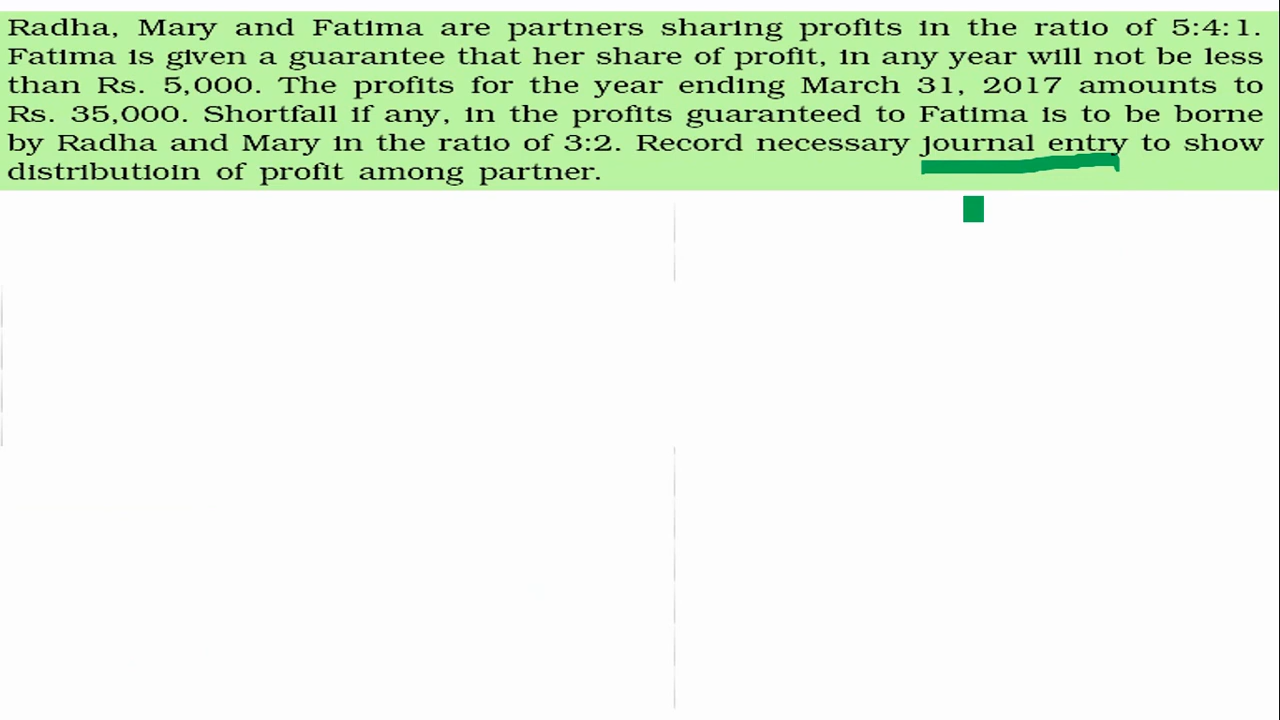 Radha, Mary and Fatima are partners sharing profits in the ratio of 5:4:1.
Fatima is given a guarantee that her share of profit, in any year will not be less
than Rs. 5,000. The profits for the year ending March 31, 2017 amounts to
Rs. 35,000. Shortfall if any, in the profits guaranteed to Fatima is to be borne
by Radha and Mary in the ratio of 3:2. Record necessary journal entry to show
distributioin of profit among partner.